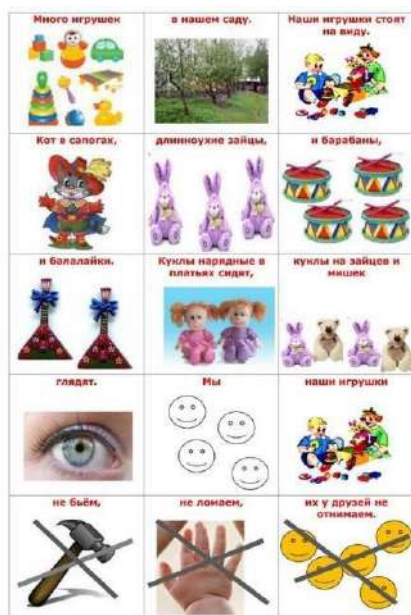 Много игрушек
в нашем саду.
Наши игрушки стоят
на виду.
Кот в сапогах,
длинноухие зайцы,
и барабаны,
и балалайки.
Куклы нарядные в
платьях сидят,
куклы на зайцев и
мишек
глядят.
Мы
наши игрушки
не бьём,
не ломаем,
их у друзей не
отнимаем.